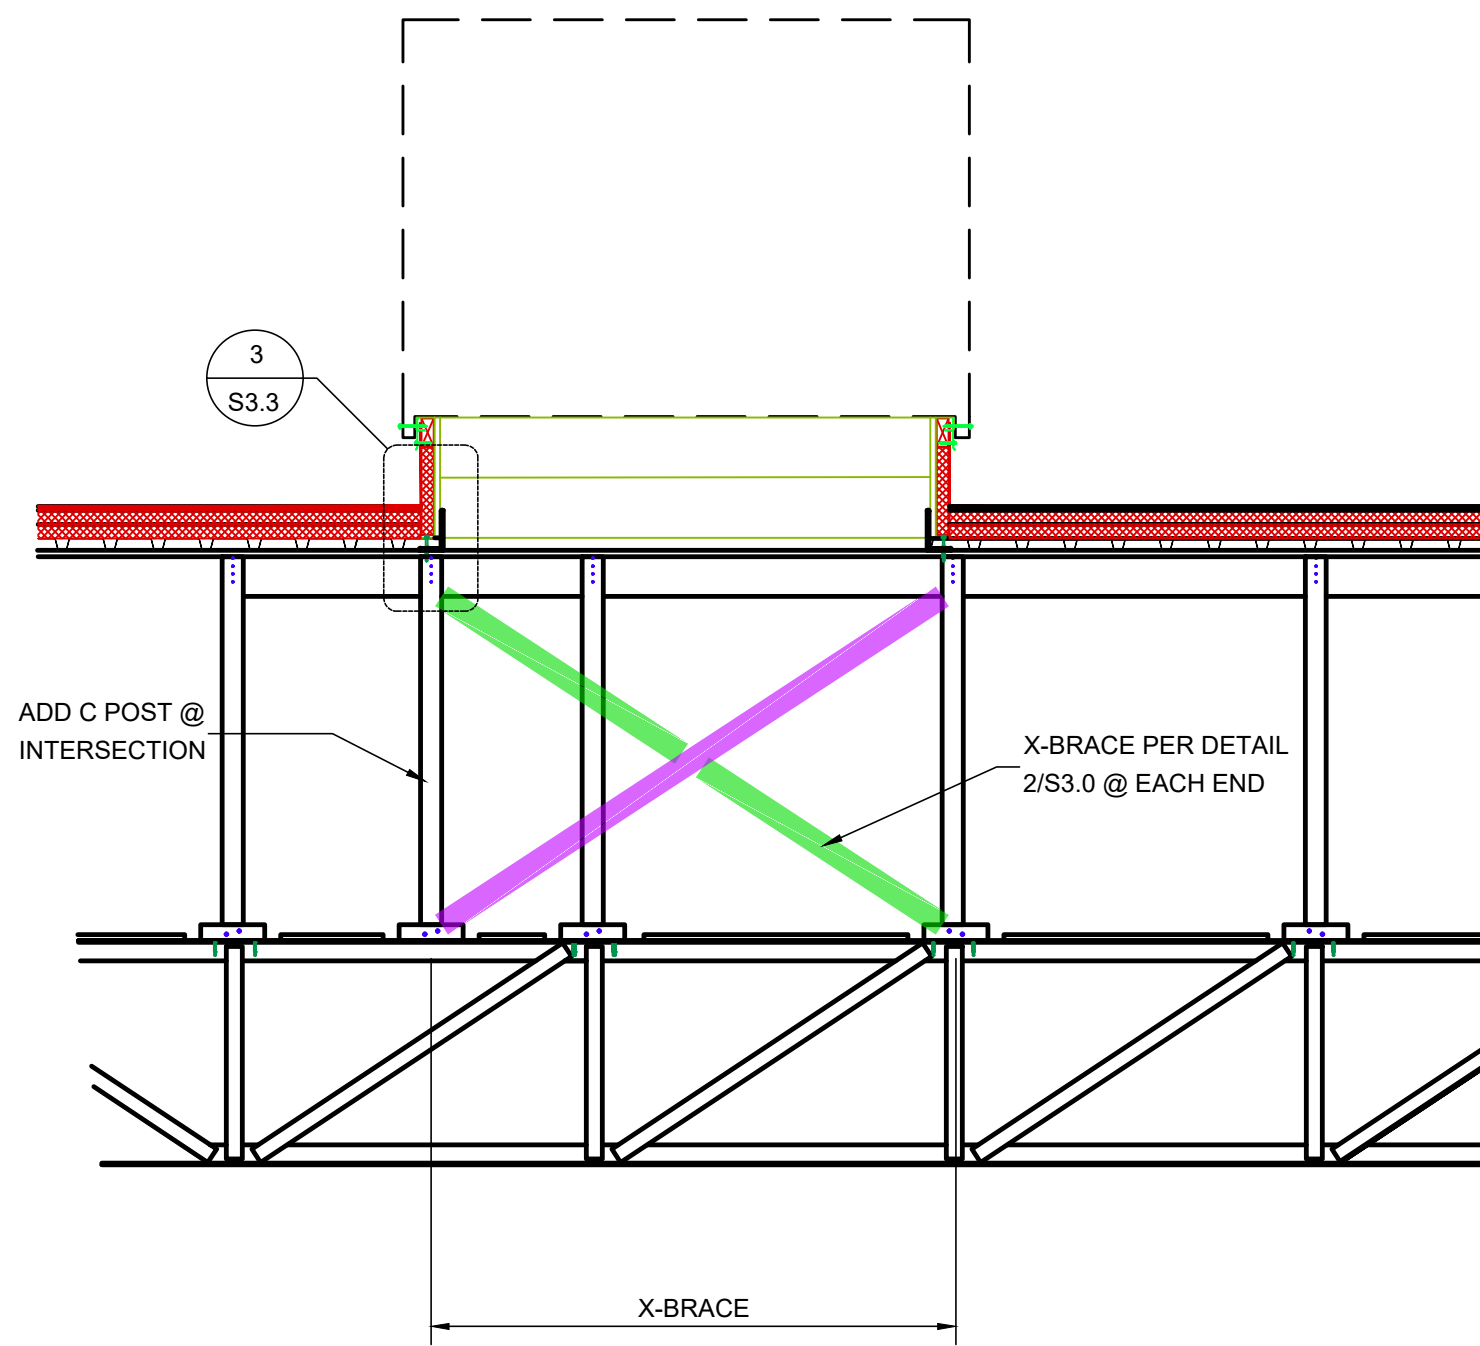 3
S3.3
ADD C POST @
INTERSECTION
X-BRACE PER DETAIL
2/S3.0 @ EACH END
X-BRACE